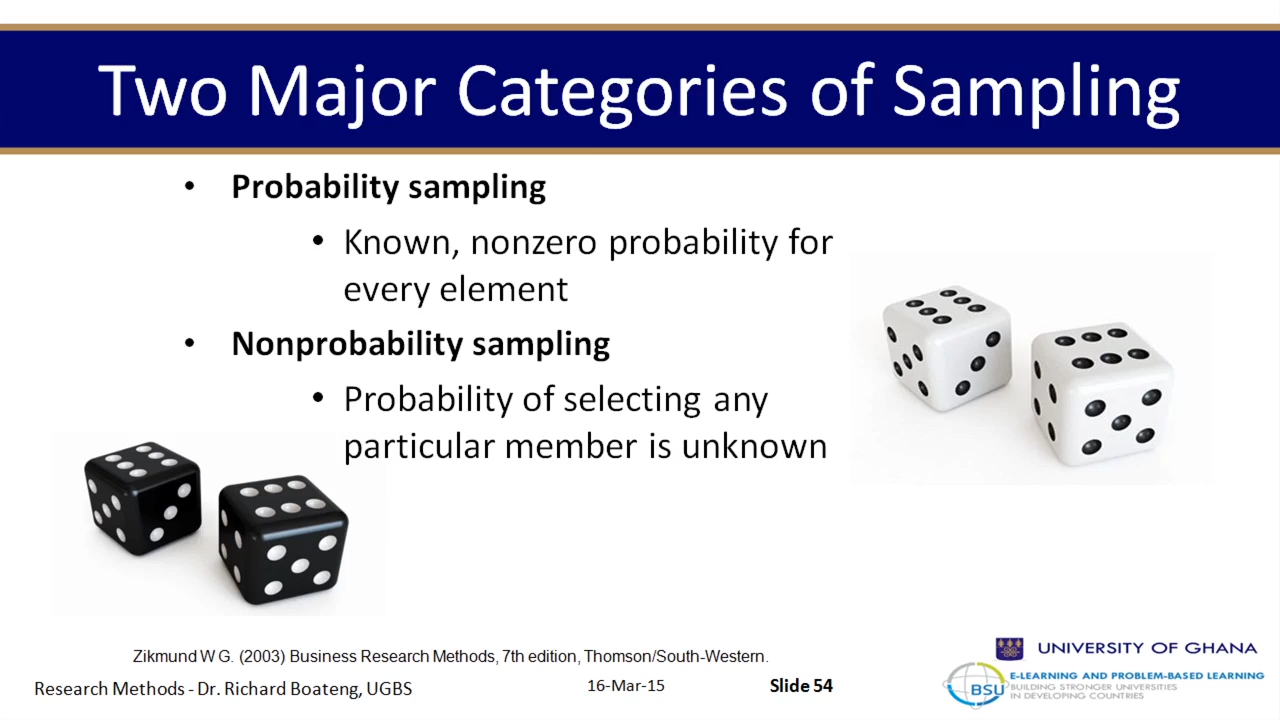 Two Major Categories of Sampling
• Probability sampling
• Known, nonzero probability for
every element
• Nonprobability sampling
• Probability of selecting any
particular member is unknown
Zikmund W G. (2003) Business Research Methods, 7th edition, Thomson/South-Western.
Research Methods - Dr. Richard Boateng, UGBS
16-Mar-15
Slide 54
UNIVERSITY OF GHANA
BSU
E-LEARNING AND PROBLEM-BASED LEARNING
BUILDING STRONGER UNIVERSITIES
IN DEVELOPING COUNTRIES